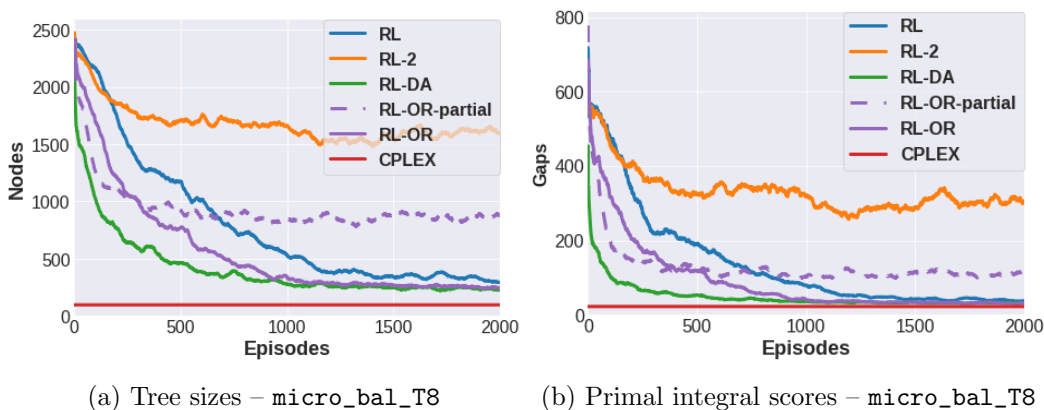 2500
2000
1500
1000
500
0
Nodes
0 500 1000 1500 2000
Episodes
RL
RL-2
RL-DA
RL-OR-partial
RL-OR
CPLEX
(a) Tree sizes – micro_bal_T8
800
600
400
200
0
Gaps
0 500 1000 1500 2000
Episodes
RL
RL-2
RL-DA
RL-OR-partial
RL-OR
CPLEX
(b) Primal integral scores – micro_bal_T8